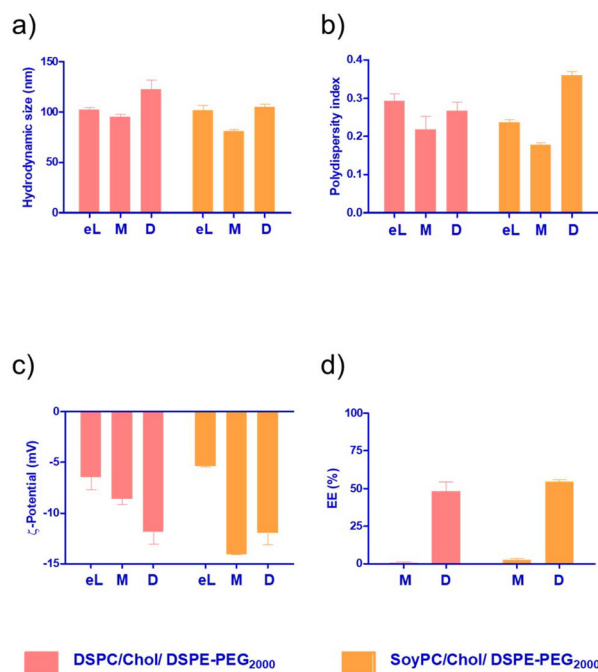 a)
b)
Hydrodynamic size (nm)
150
100
50
0
eL M D eL M D
Polydispersity index
0.4
0.3
0.2
0.1
0.0
eL M D eL M D
c)
d)
ζ-Potential (mV)
0
-5
-10
-15
eL M D eL M D
EE (%)
100
75
50
25
0
M D M D
DSPC/Chol/ DSPE-PEG2000
SoyPC/Chol/ DSPE-PEG2000